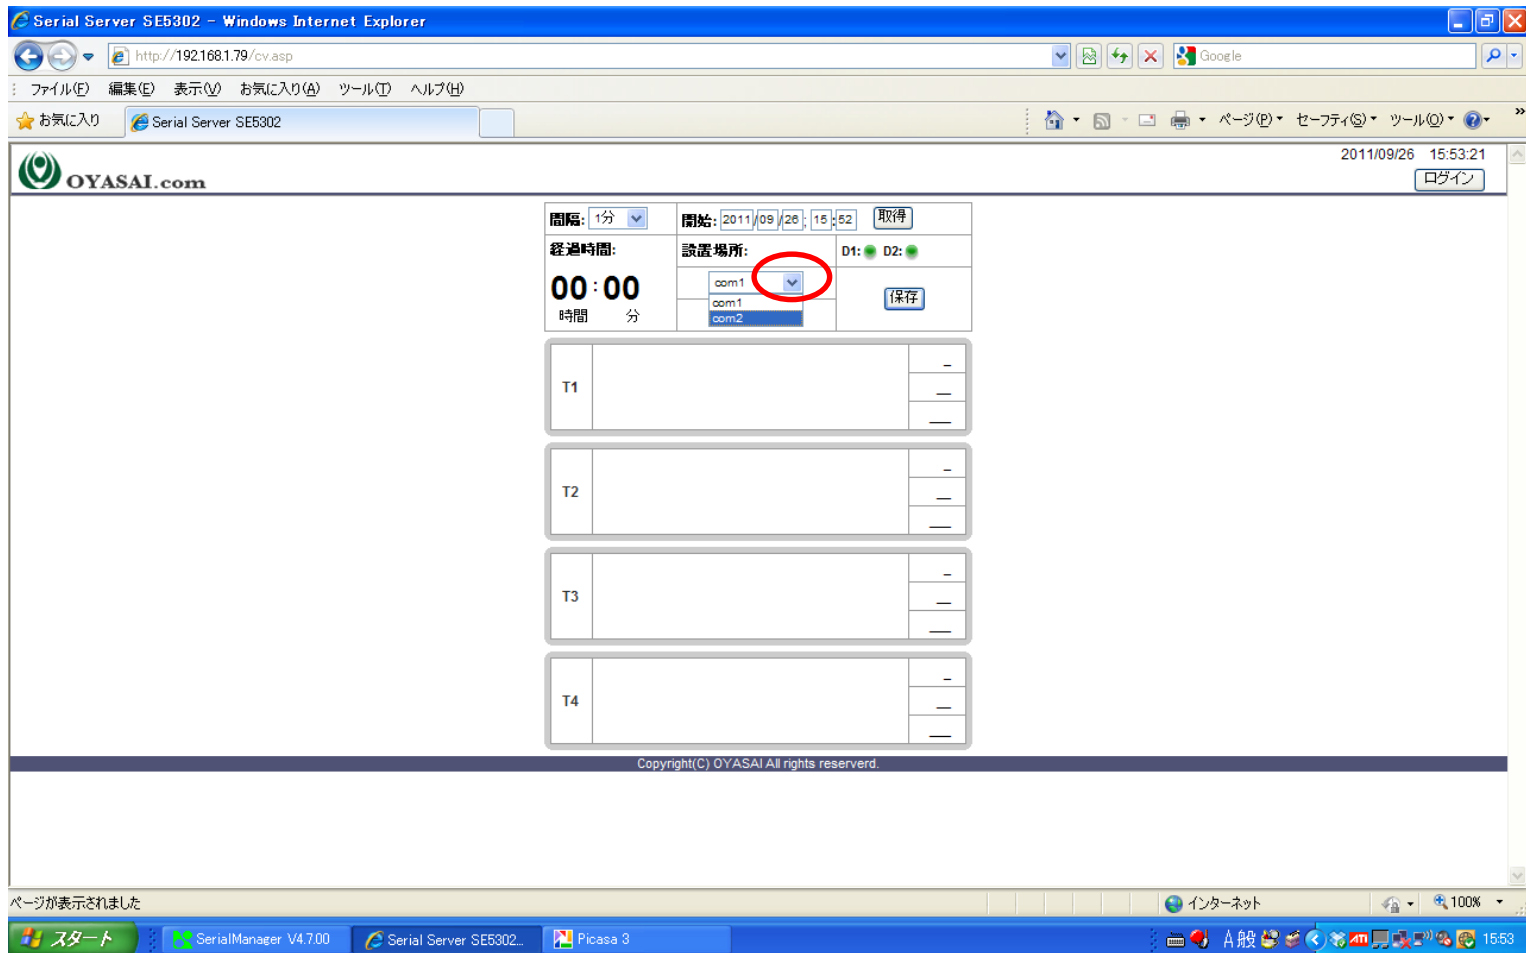 Serial Server SE5302 - Windows Internet Explorer
http://192.168.1.79/cv.asp
Google
ファイル(F) 編集(E) 表示(V) お気に入り(A) ツール(T) ヘルプ(H)
お気に入り Serial Server SE5302 ページ(P) セーフティ(S) ツール(O) »
OYASAI.com
2011/09/26 15:53:21
ログイン
間隔: 1分 開始: 2011/09/26; 15:52 取得
経過時間: 設置場所: D1: D2:
00:00
時間 分
com1
com1
com2
保存
T1
T2
T3
T4
Copyright(C) OYASAI All rights reserverd.
ページが表示されました インターネット 100%
スタート SerialManager V4.7.00 Serial Server SE5302... Picasa 3 A 般 ATI 15:53